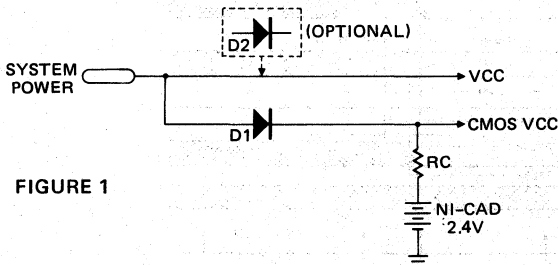 D2
(OPTIONAL)
SYSTEM
POWER
VCC
D1
CMOS VCC
RC
FIGURE 1
NI-CAD
2.4V